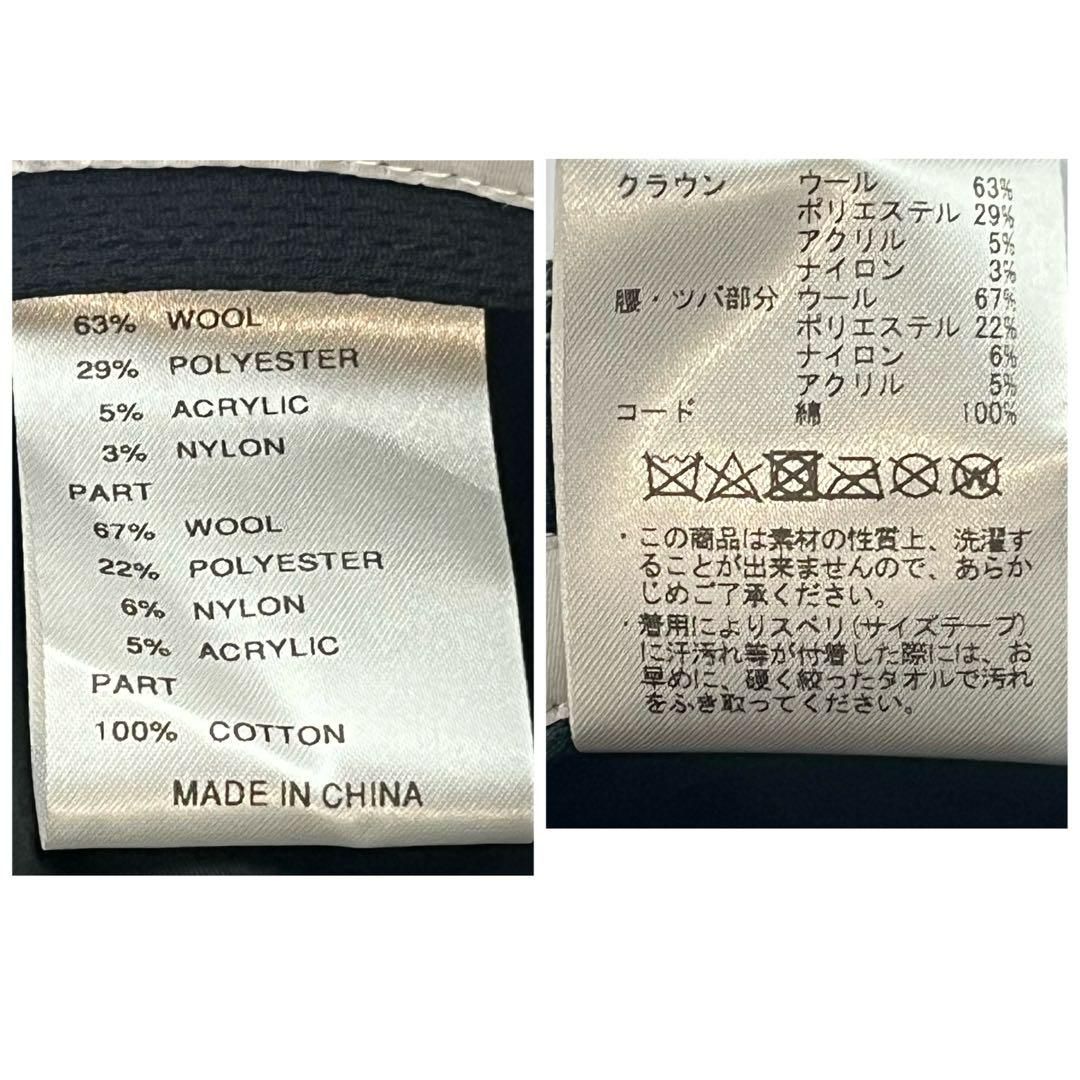 63% WOOL
29% POLYESTER
5% ACRYLIC
3% NYLON
PART
67% WOOL
22% POLYESTER
6% NYLON
5% ACRYLIC
PART
100% COTTON
MADE IN CHINA
クラウン ウール 63%
ポリエステル 29%
アクリル 5%
ナイロン 3%
腰・ツバ部分 ウール 67%
ポリエステル 22%
ナイロン 6%
アクリル 5%
コード 綿 100%
W
・この商品は素材の性質上、洗濯す
ることが出来ませんので、あらか
じめご了承ください。
・着用によりスベリ(サイズテープ)
に汗汚れ等が付着した際には、お
早めに、硬く絞ったタオルで汚れ
をふき取ってください。